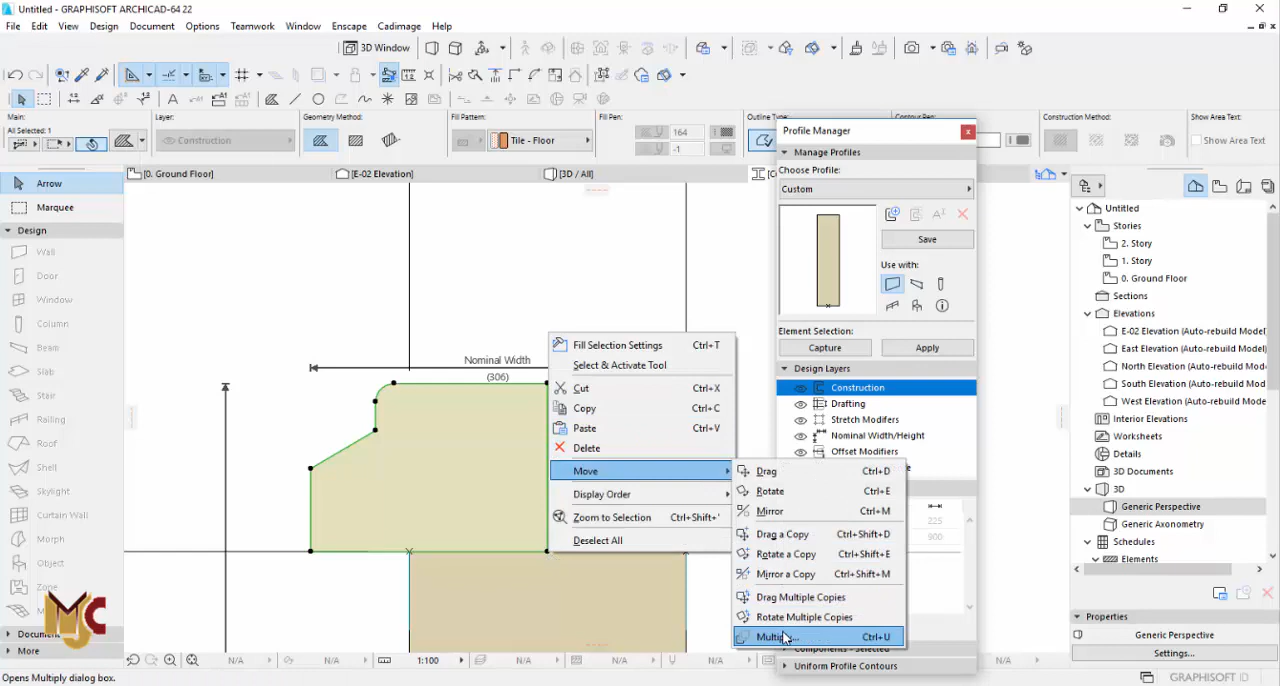 Untitled - GRAPHISOFT ARCHICAD-64 22
File Edit View Design Document Options Teamwork Window Enscape Cadimage Help
3D Window
Main:
All Selected: 1
Layer:
Construction
Geometry Method:
Fill Pattern:
Tile - Floor
Fill Pen:
164
-1
Outline Type:
Construction Method:
Show Area Text:
Show Area Text
[0. Ground Floor]
[E-02 Elevation]
[3D / All]
Arrow
Marquee
Design
Wall
Door
Window
Column
Beam
Slab
Stair
Railing
Roof
Shell
Skylight
Curtain Wall
Morph
Object
Zone
More
MJC
Nominal Width
(306)
Fill Selection Settings Ctrl+T
Select & Activate Tool
Cut Ctrl+X
Copy Ctrl+C
Paste Ctrl+V
Delete
Move
Display Order
Zoom to Selection Ctrl+Shift+'
Deselect All
Drag Ctrl+D
Rotate Ctrl+E
Mirror Ctrl+M
Drag a Copy Ctrl+Shift+D
Rotate a Copy Ctrl+Shift+E
Mirror a Copy Ctrl+Shift+M
Drag Multiple Copies
Rotate Multiple Copies
Ctrl+U
Profile Manager
Manage Profiles
Choose Profile:
Custom
Save
Use with:
Element Selection:
Capture
Apply
Design Layers
Construction
Drafting
Stretch Modifers
Nominal Width/Height
Offset Modifiers
225
900
Components - Selected
Uniform Profile Contours
Untitled
Stories
2. Story
1. Story
0. Ground Floor
Sections
Elevations
E-02 Elevation (Auto-rebuild Model)
East Elevation (Auto-rebuild Mode
North Elevation (Auto-rebuild Mod
South Elevation (Auto-rebuild Mod
West Elevation (Auto-rebuild Mode
Interior Elevations
Worksheets
Details
3D Documents
3D
Generic Perspective
Generic Axonometry
Schedules
Elements
Properties
Generic Perspective
Settings...
N/A N/A 1:100 N/A N/A N/A N/A
Opens Multiply dialog box.
GRAPHISOFT ID